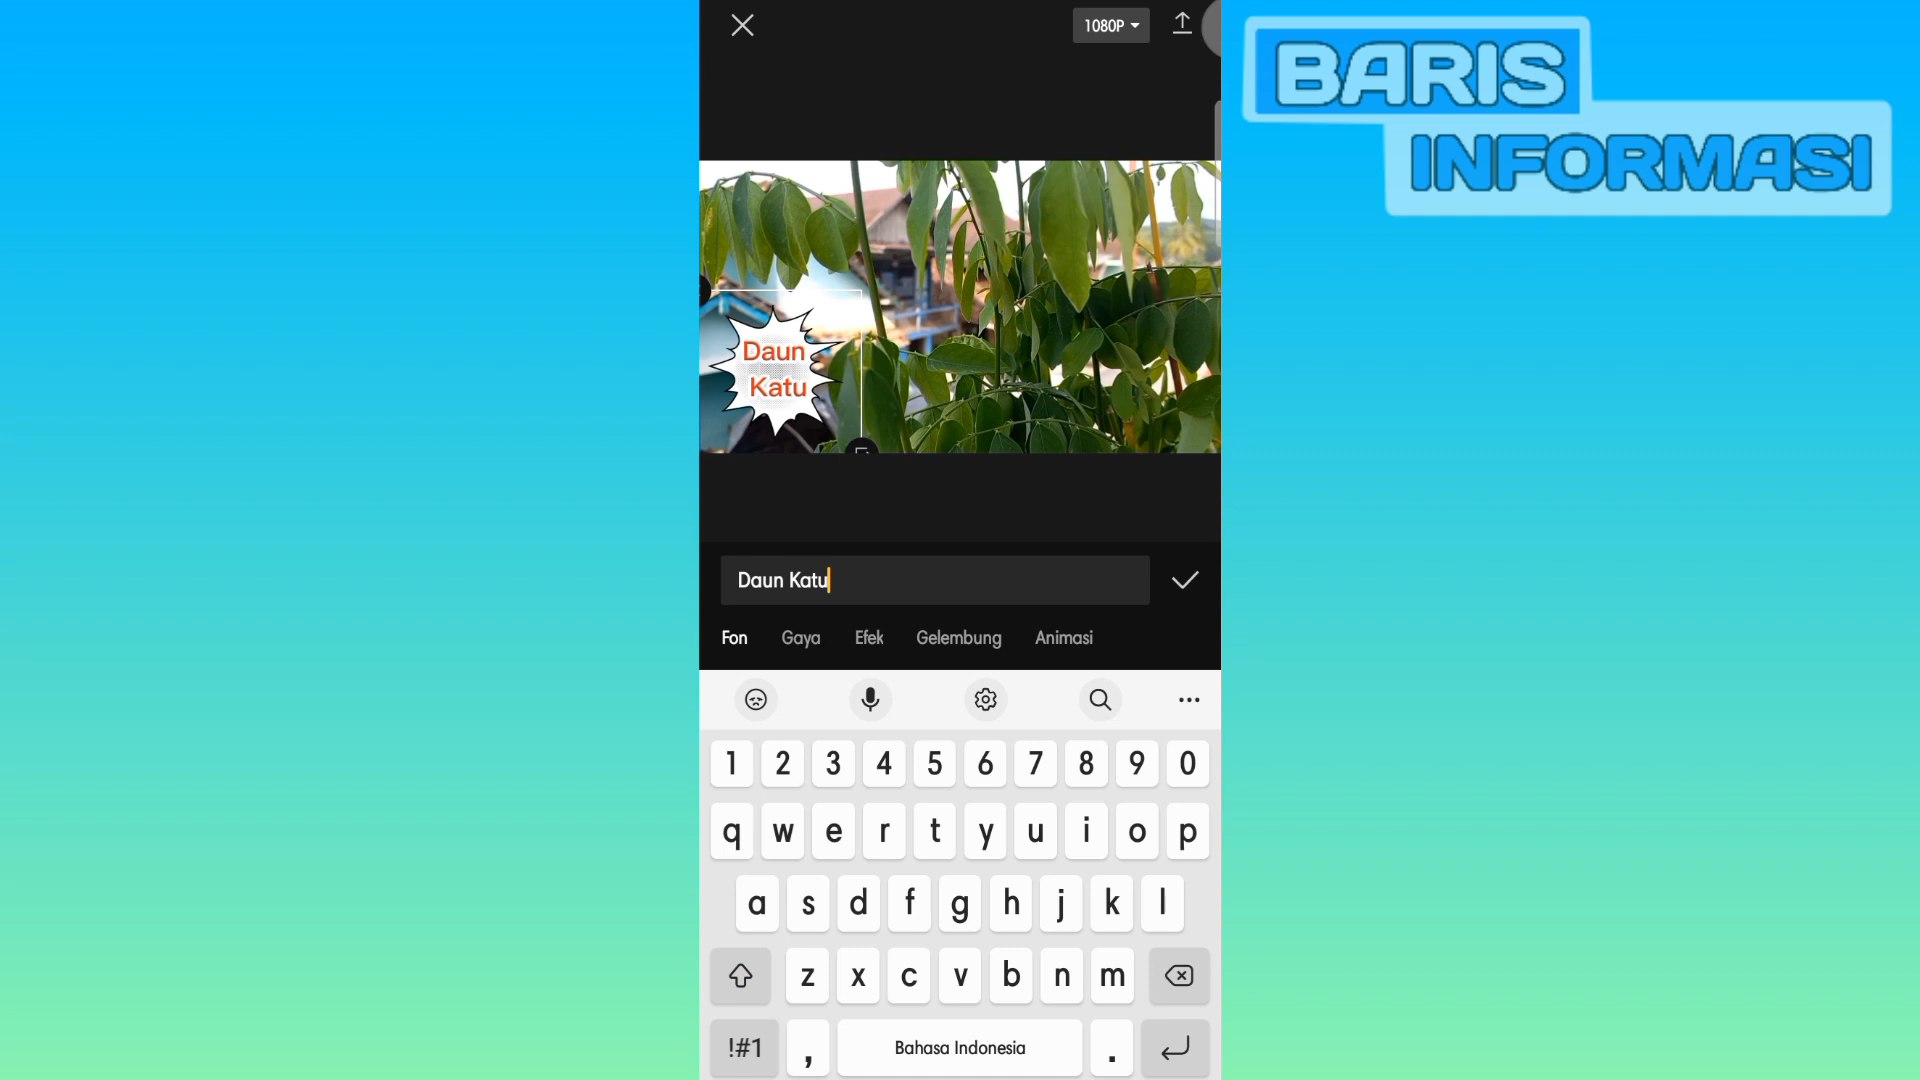 1080P
BARIS
INFORMASI
Daun
Katu
Daun Katu
Fon Gaya Efek Gelembung Animasi
1 2 3 4 5 6 7 8 9 0
q w e r t y u i o p
a s d f g h j k l
z x c v b n m
!#1 , Bahasa Indonesia .